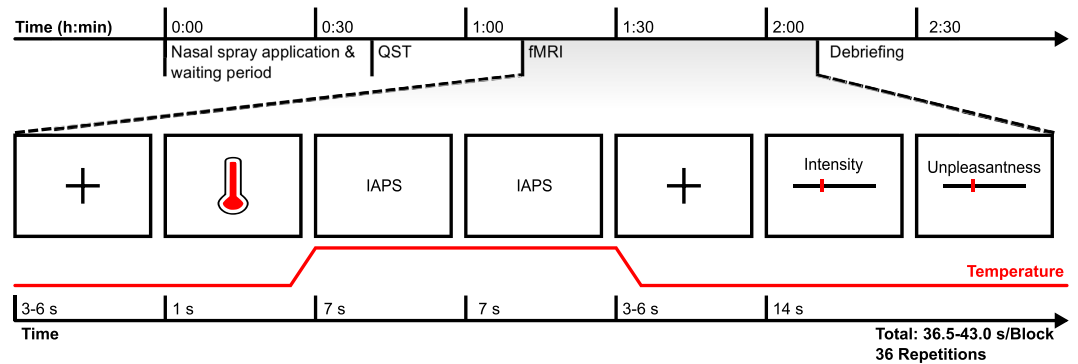 Time (h:min) 0:00 0:30 1:00 1:30 2:00 2:30
Nasal spray application &
waiting period
QST
fMRI
Debriefing
IAPS
IAPS
Intensity
Unpleasantness
Temperature
3-6 s 1 s 7 s 7 s 3-6 s 14 s
Time
Total: 36.5-43.0 s/Block
36 Repetitions